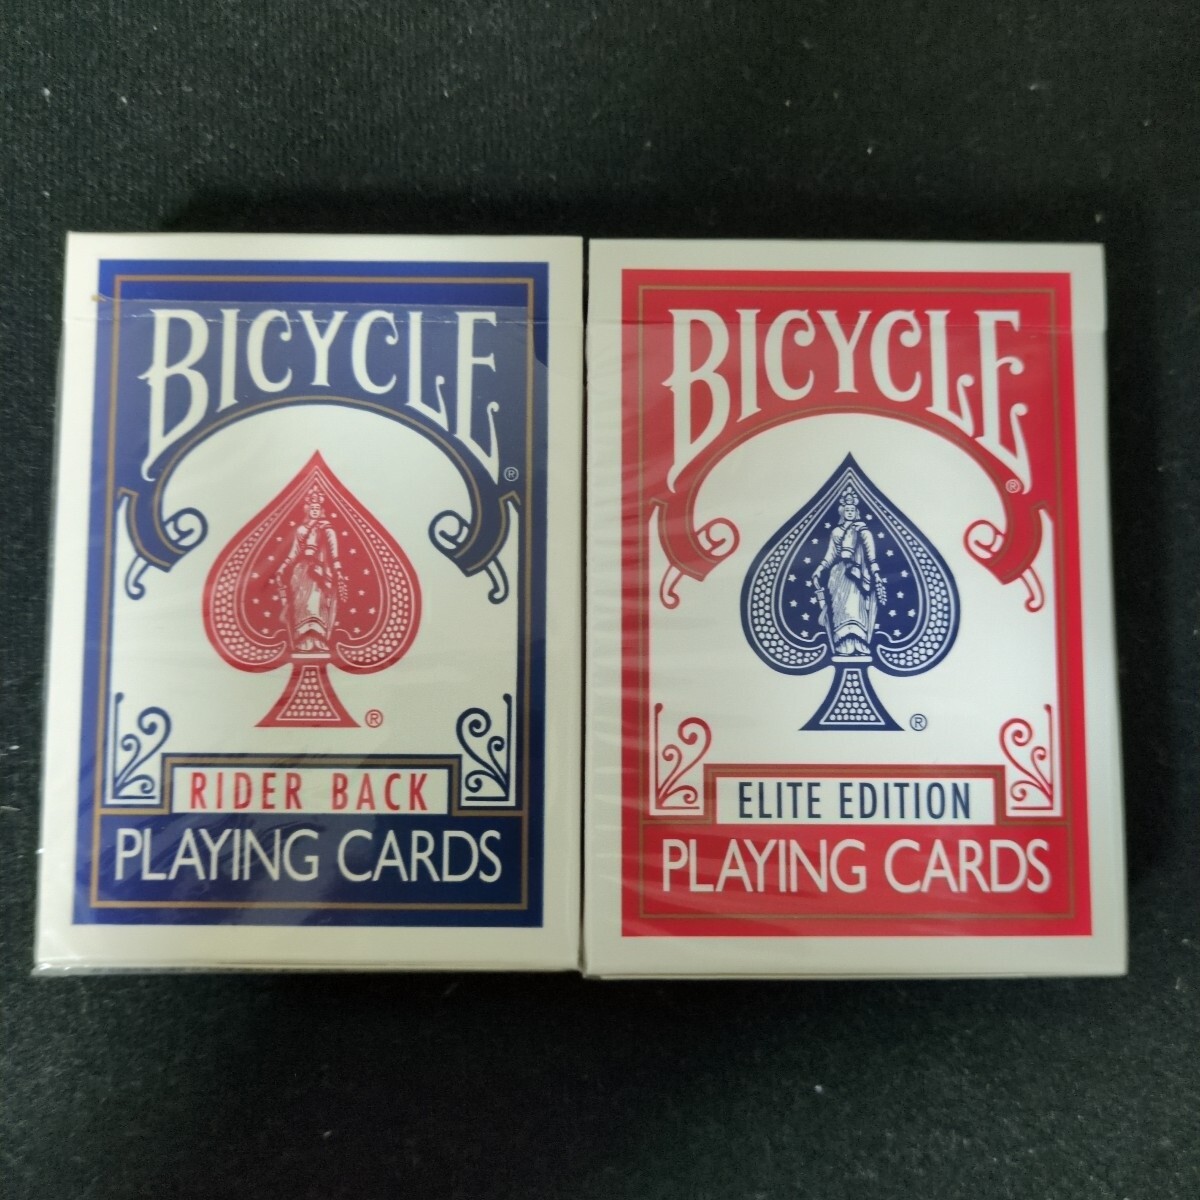 BICYCLE®
®
RIDER BACK
PLAYING CARDS
BICYCLE®
®
ELITE EDITION
PLAYING CARDS